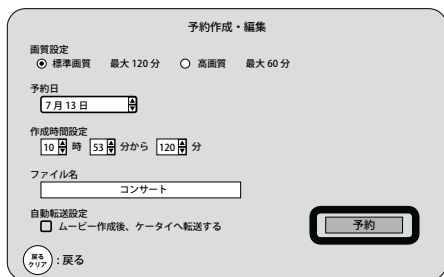 予約作成・編集
画質設定
標準画質 最大 120 分 高画質 最大 60 分
予約日
7 月 13 日
作成時間設定
10 時 53 分から 120 分
ファイル名
コンサート
自動転送設定
ムービー作成後、ケータイへ転送する
予約
戻る
クリア :戻る